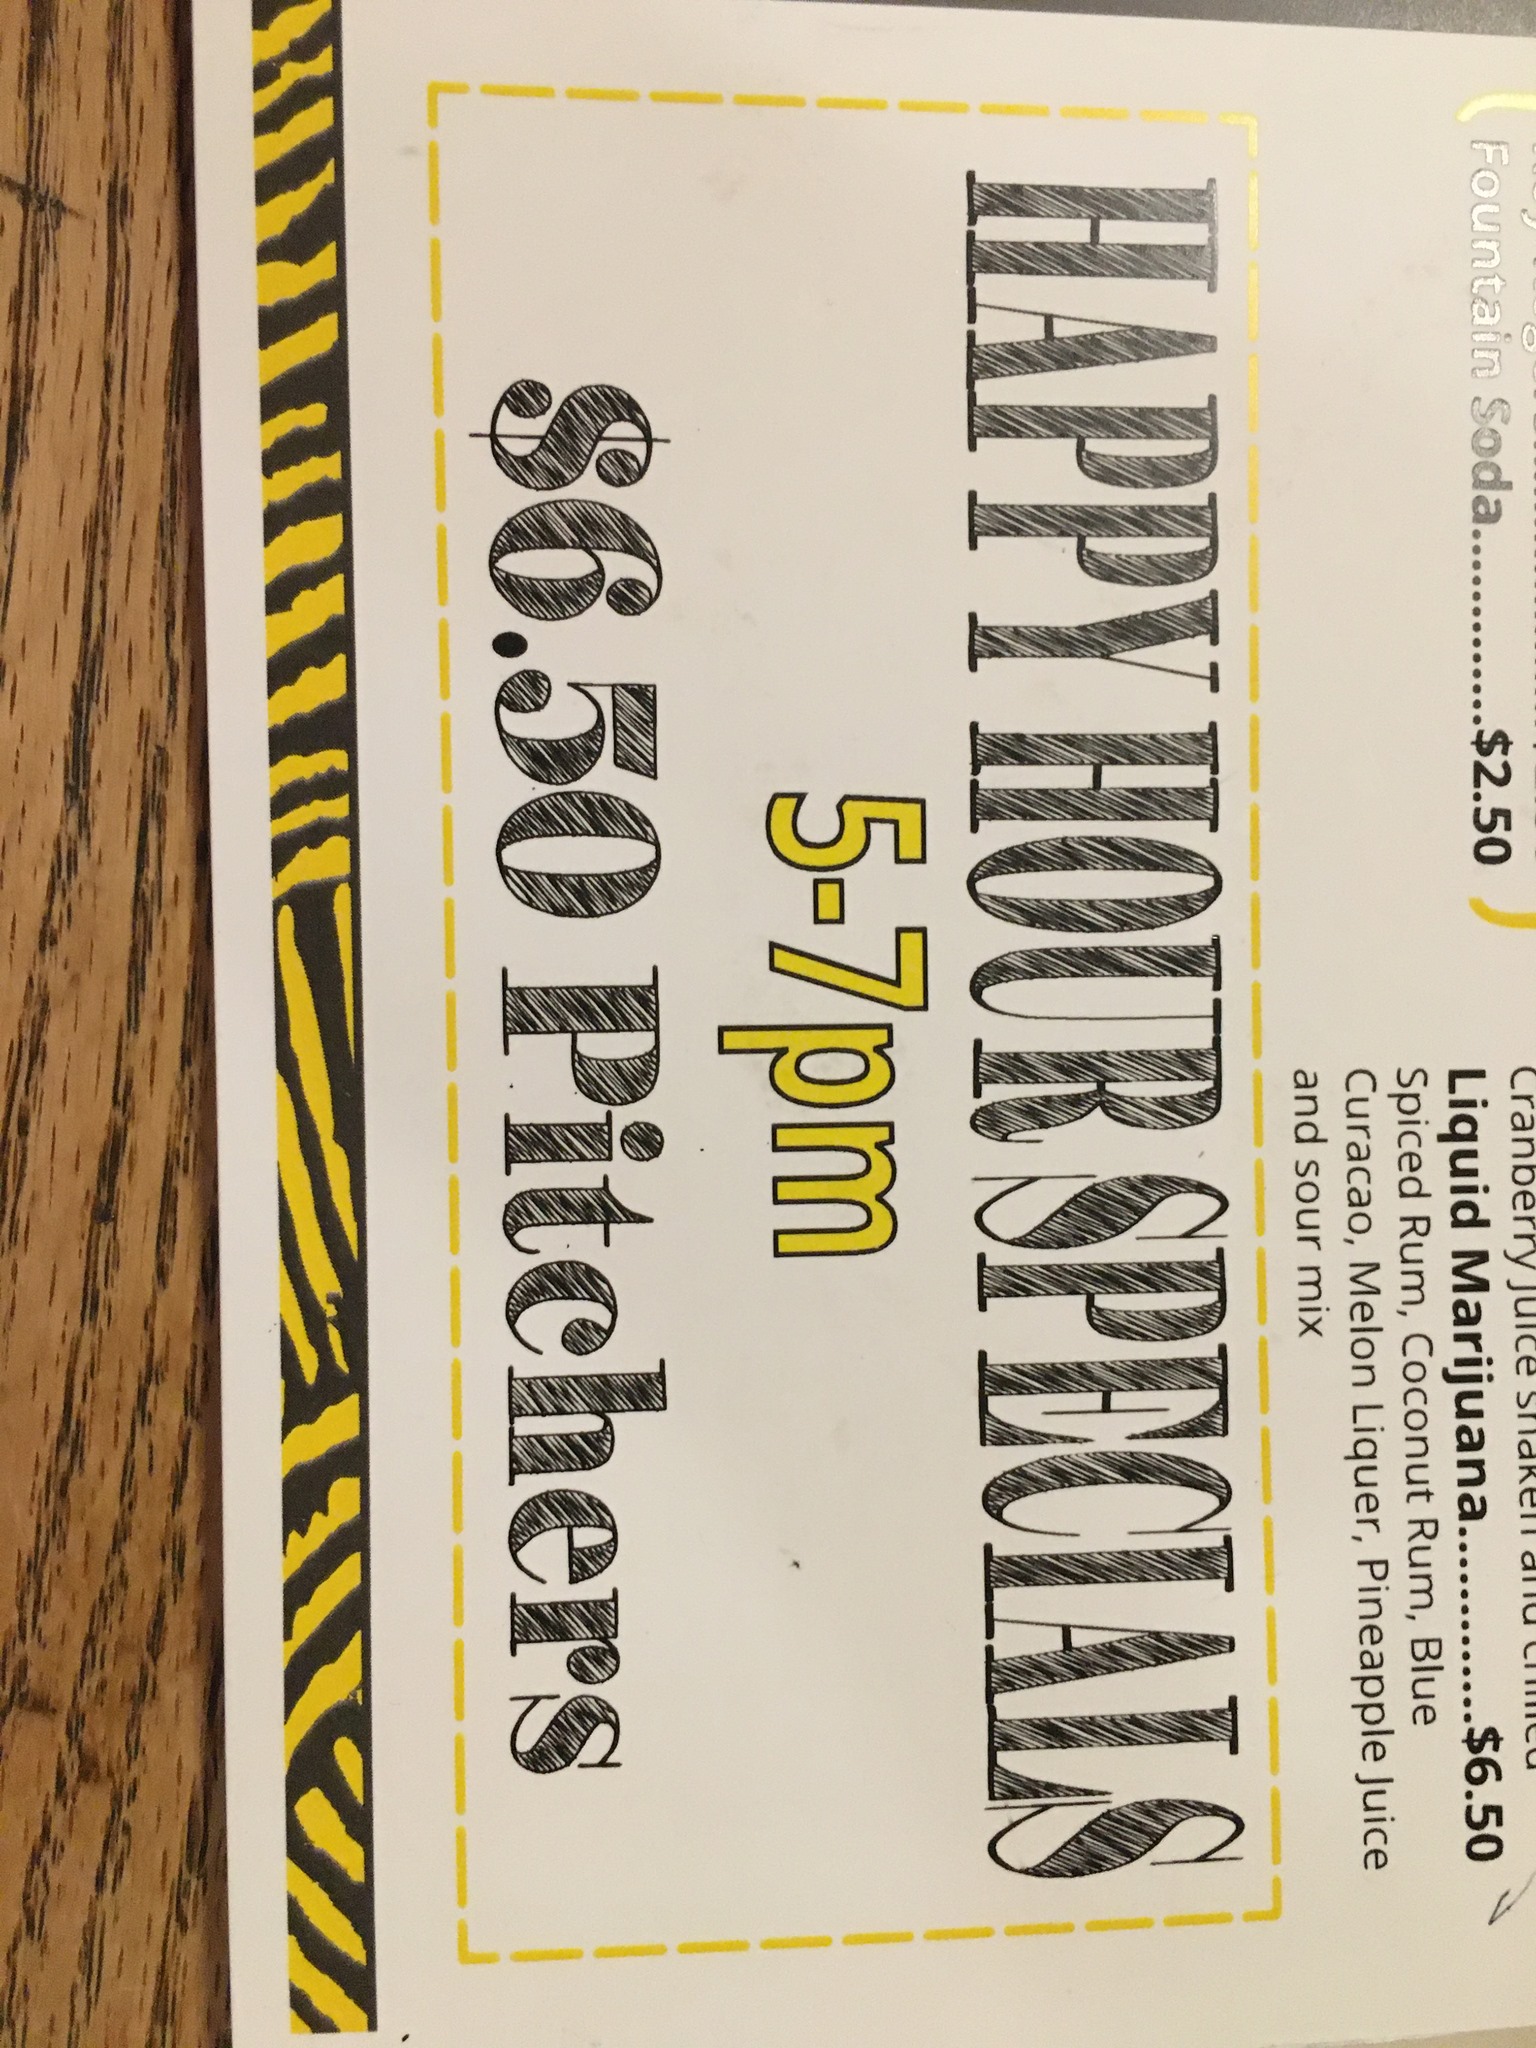 Fountain Soda..............$2.50
Liquid Marijuana..............$6.50
Spiced Rum, Coconut Rum, Blue
Curacao, Melon Liquer, Pineapple Juice
and sour mix
HAPPY HOUR SPECIALS
5-7pm
$6.50 Pitchers